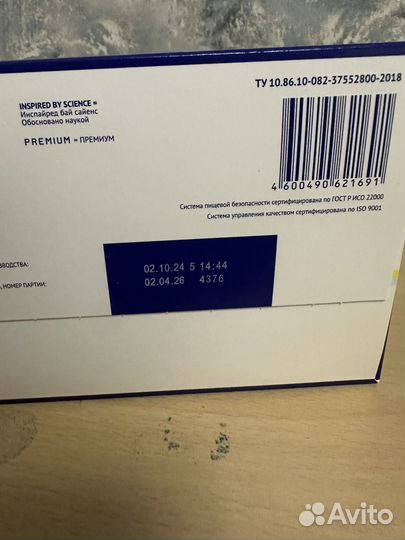 ТУ 10.86.10-082-37552800-2018
INSPIRED BY SCIENCE =
Инспайред бай сайенс
Обосновано наукой
PREMIUM = ПРЕМИУМ
4 600490 621691
Система пищевой безопасности сертифицирована по ГОСТ Р ИСО 22000
Система управления качеством сертифицирована по ISO 9001
ЗВОДСТВА:
02.10.24 5 14:44
, НОМЕР ПАРТИИ:
02.04.26 4376
Avito